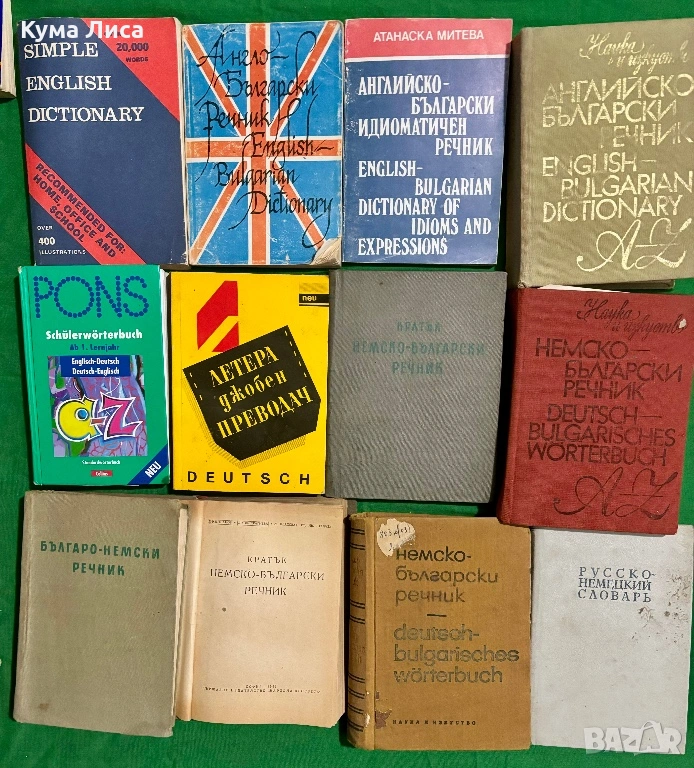 Кума Лиса
SIMPLE
20,000
WORDS
ENGLISH
DICTIONARY
RECOMMENDED FOR:
HOME, OFFICE AND
SCHOOL
OVER
400
ILLUSTRATIONS
Англо-
Български
Речник
English-
Bulgarian
Dictionary
АТАНАСКА МИТЕВА
АНГЛИЙСКО-
БЪЛГАРСКИ
ИДИОМАТИЧЕН
РЕЧНИК
ENGLISH-
BULGARIAN
DICTIONARY OF
IDIOMS AND
EXPRESSIONS
Наука
и изкуство
АНГЛИЙСКО
БЪЛГАРСКИ
РЕЧНИК
ENGLISH-
BULGARIAN
DICTIONARY
A-Z
PONS
Schülerwörterbuch
Ab 1. Lernjahr
Englisch-Deutsch
Deutsch-Englisch
a-z
Standardwörterbuch
Collins
NEU
neu
ЛЕТЕРА
джобен
ПРЕВОДАЧ
DEUTSCH
КРАТЪК
НЕМСКО-БЪЛГАРСКИ
РЕЧНИК
Наука
и изкуство
НЕМСКО-
БЪЛГАРСКИ
РЕЧНИК
DEUTSCH-
BULGARISCHES
WÖRTERBUCH
A-Z
БЪЛГАРО-НЕМСКИ
РЕЧНИК
КРАТЪК
НЕМСКО-БЪЛГАРСКИ
РЕЧНИК
немско-
български
речник
deutsch-
bulgarisches
wörterbuch
НАУКА И ИЗКУСТВО
РУССКО-
НЕМЕЦКИЙ
СЛОВАРЬ
BAZAR